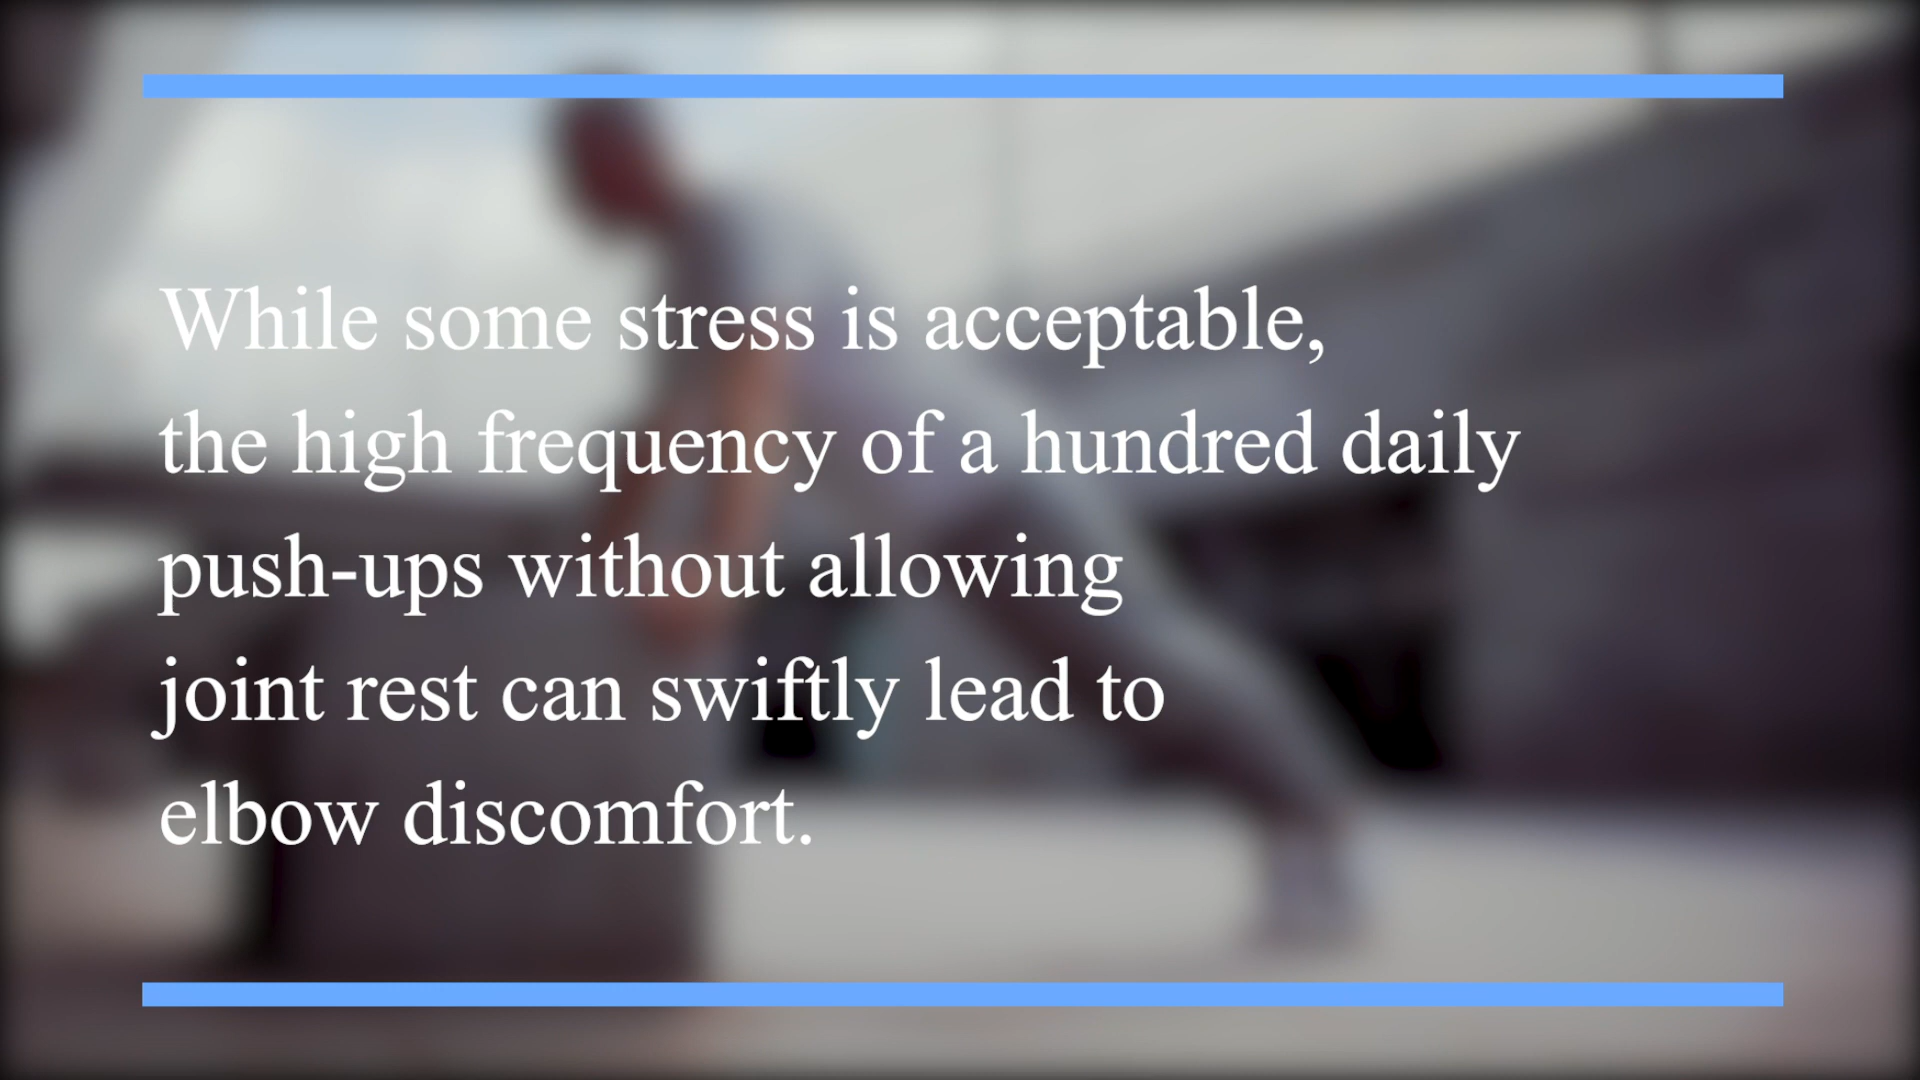 While some stress is acceptable,
the high frequency of a hundred daily
push-ups without allowing
joint rest can swiftly lead to
elbow discomfort.